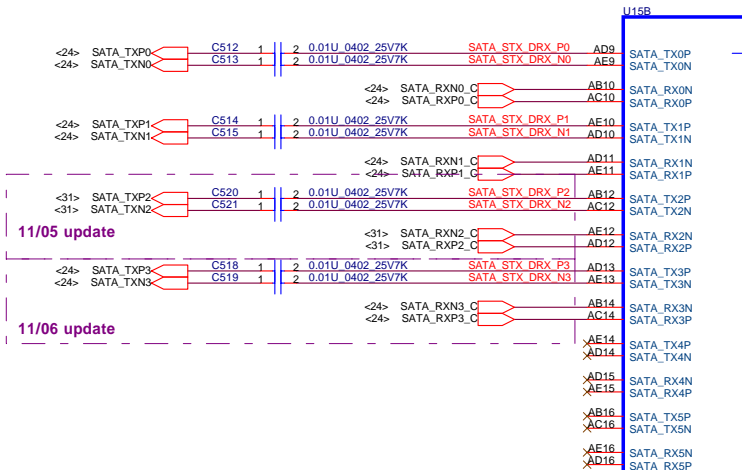 U15B
<24> SATA_TXP0 C512 1 2 0.01U_0402_25V7K SATA_STX_DRX_P0 AD9 SATA_TX0P
<24> SATA_TXN0 C513 1 2 0.01U_0402_25V7K SATA_STX_DRX_N0 AE9 SATA_TX0N
<24> SATA_RXN0_C AB10 SATA_RX0N
<24> SATA_RXP0_C AC10 SATA_RX0P
<24> SATA_TXP1 C514 1 2 0.01U_0402_25V7K SATA_STX_DRX_P1 AE10 SATA_TX1P
<24> SATA_TXN1 C515 1 2 0.01U_0402_25V7K SATA_STX_DRX_N1 AD10 SATA_TX1N
<24> SATA_RXN1_C AD11 SATA_RX1N
<24> SATA_RXP1_C AE11 SATA_RX1P
<31> SATA_TXP2 C520 1 2 0.01U_0402_25V7K SATA_STX_DRX_P2 AB12 SATA_TX2P
<31> SATA_TXN2 C521 1 2 0.01U_0402_25V7K SATA_STX_DRX_N2 AC12 SATA_TX2N
11/05 update
<31> SATA_RXN2_C AE12 SATA_RX2N
<31> SATA_RXP2_C AD12 SATA_RX2P
<24> SATA_TXP3 C518 1 2 0.01U_0402_25V7K SATA_STX_DRX_P3 AD13 SATA_TX3P
<24> SATA_TXN3 C519 1 2 0.01U_0402_25V7K SATA_STX_DRX_N3 AE13 SATA_TX3N
<24> SATA_RXN3_C AB14 SATA_RX3N
<24> SATA_RXP3_C AC14 SATA_RX3P
11/06 update
AE14 SATA_TX4P
AD14 SATA_TX4N
AD15 SATA_RX4N
AE15 SATA_RX4P
AB16 SATA_TX5P
AC16 SATA_TX5N
AE16 SATA_RX5N
AD16 SATA_RX5P